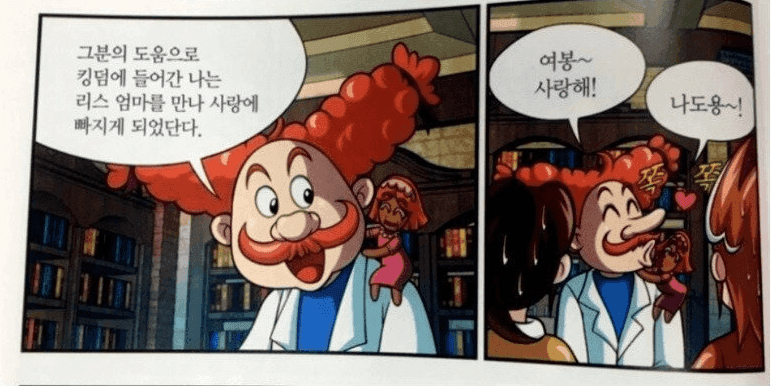 그분의 도움으로
킹덤에 들어간 나는
리스 엄마를 만나 사랑에
빠지게 되었단다.
여봉~
사랑해!
나도용~!
쪽
쪽